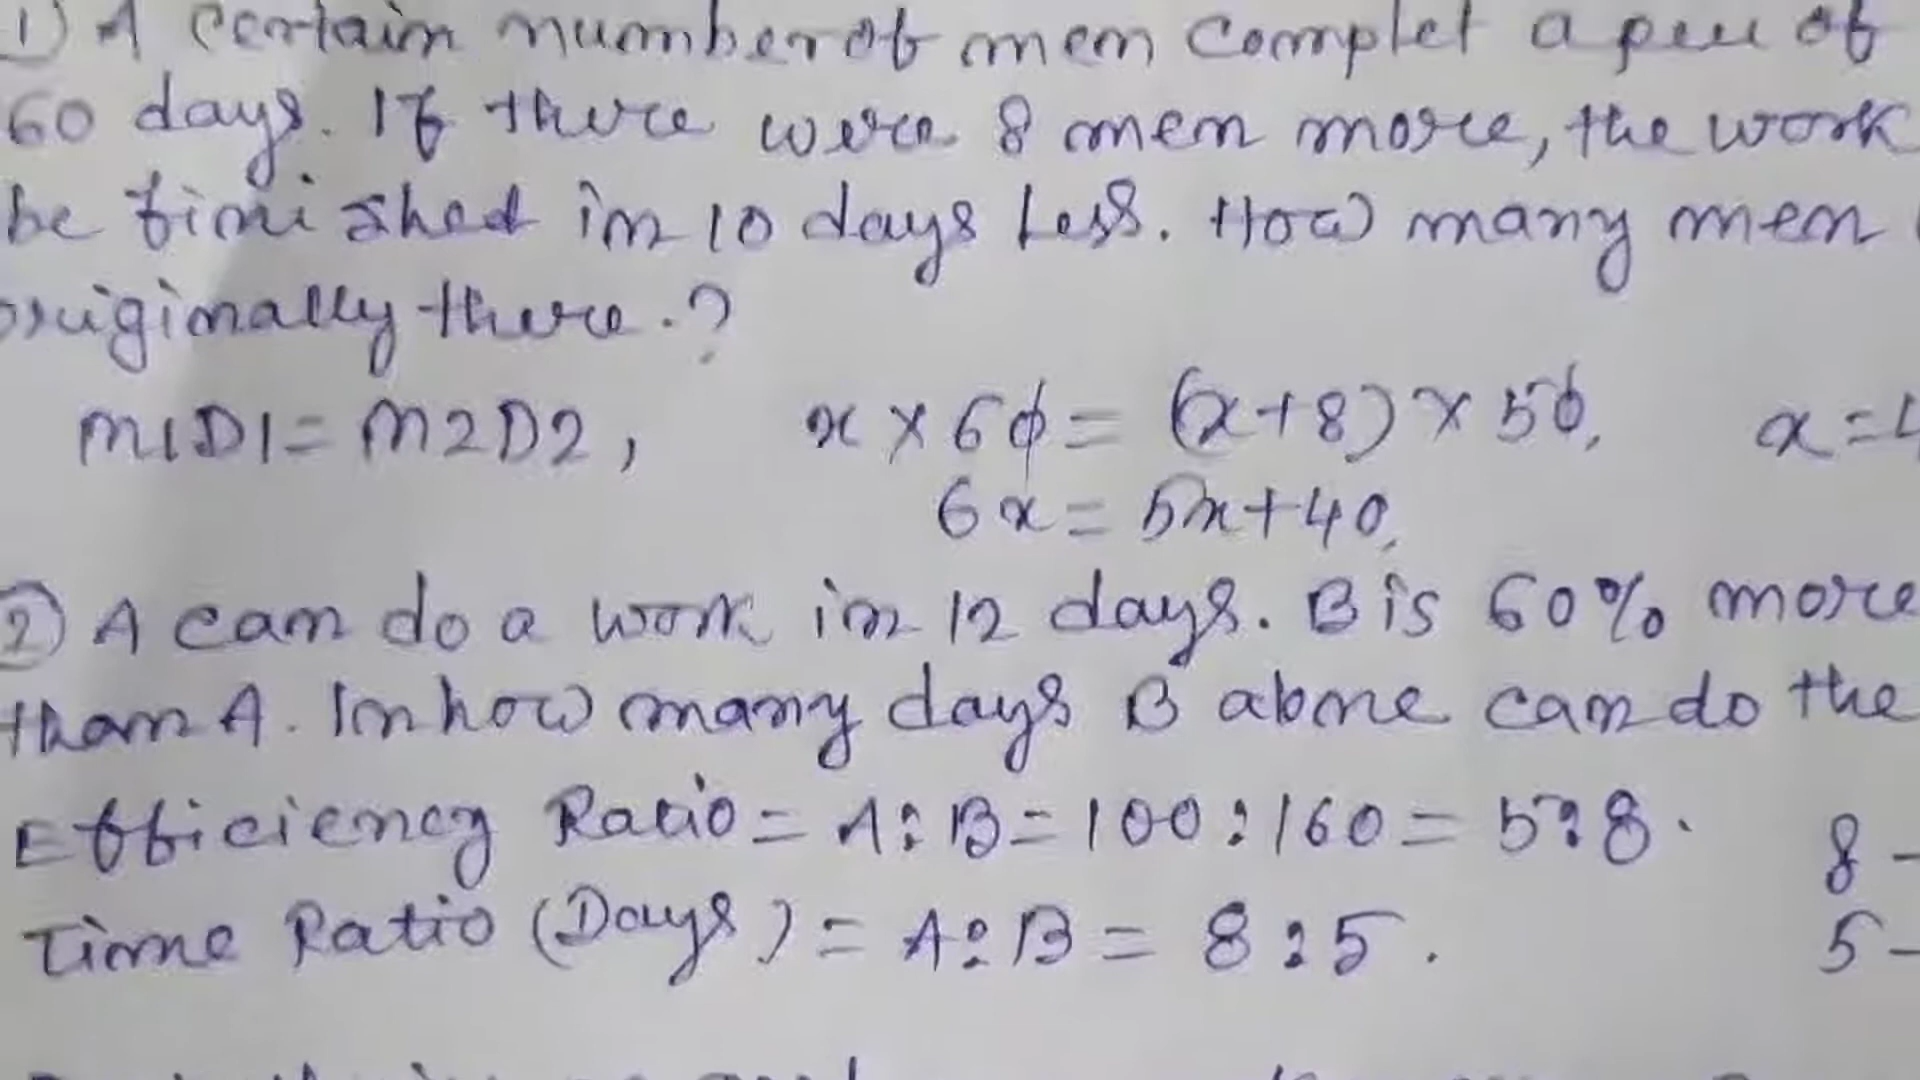 1) A certain number of men complet a peu of
60 days. If there were 8 men more, the work
be finished in 10 days Less. How many men
originally there.?
M1D1 = M2D2, x × 60 = (x+8) × 50, x = 4
6x = 5x + 40,
2) A can do a work in 12 days. B is 60% more
than A. In how many days B alone can do the
Efficiency Ratio = A : B = 100 : 160 = 5 : 8. 8 -
Time Ratio (Days) = A : B = 8 : 5. 5 -